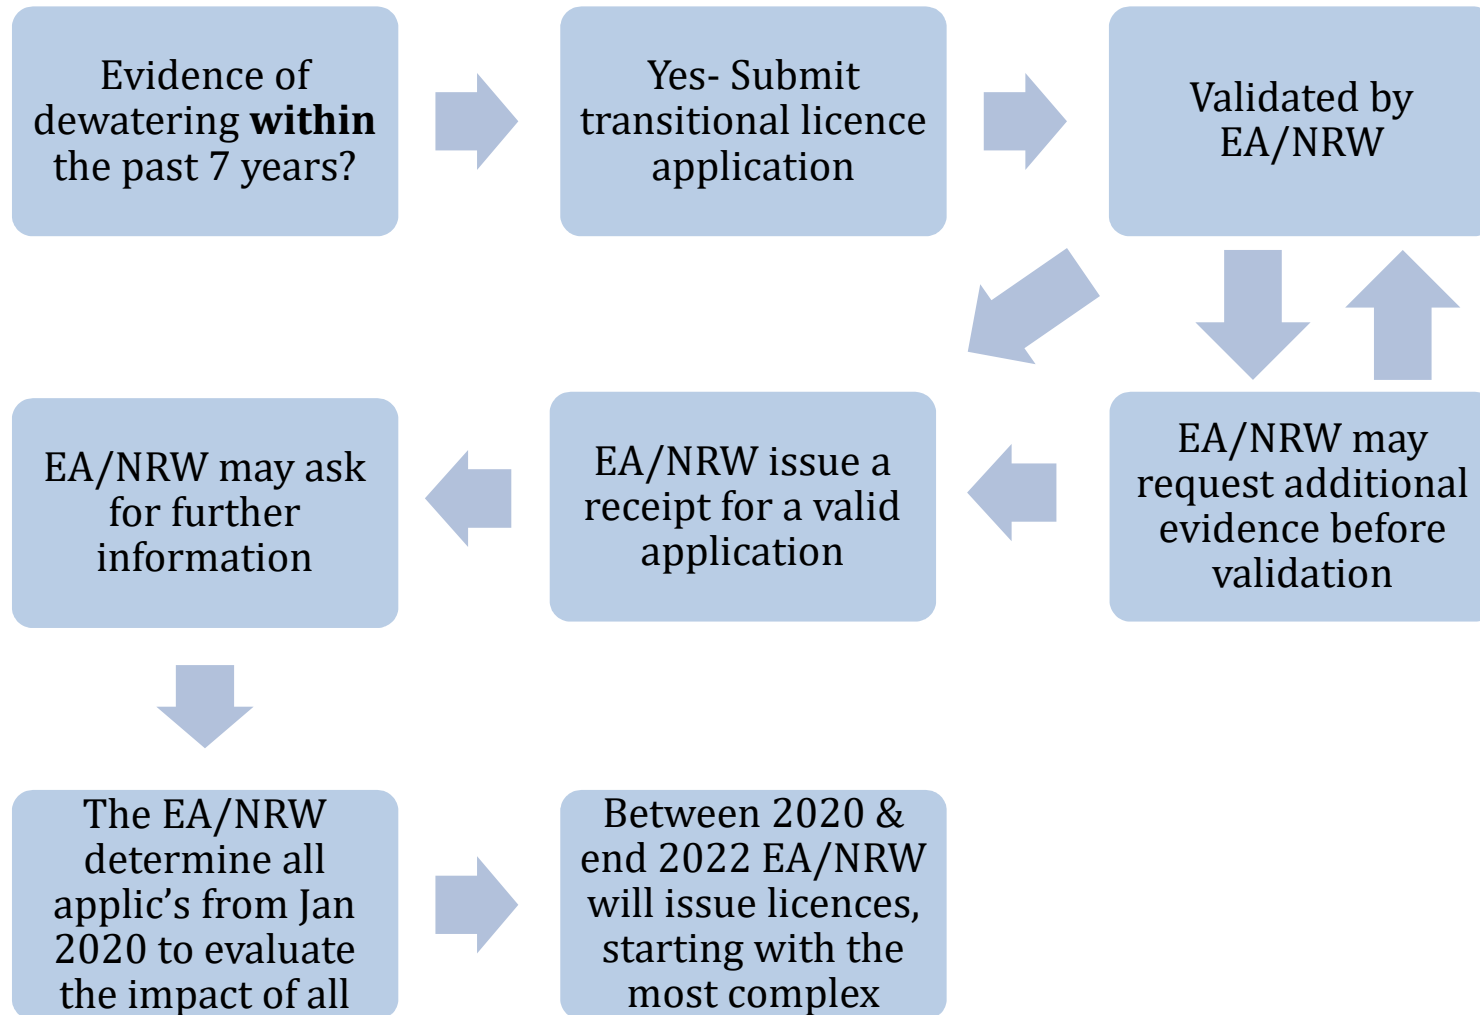 Evidence of
dewatering within
the past 7 years?
Yes- Submit
transitional licence
application
Validated by
EA/NRW
EA/NRW may
request additional
evidence before
validation
EA/NRW issue a
receipt for a valid
application
EA/NRW may ask
for further
information
The EA/NRW
determine all
applic's from Jan
2020 to evaluate
the impact of all
Between 2020 &
end 2022 EA/NRW
will issue licences,
starting with the
most complex